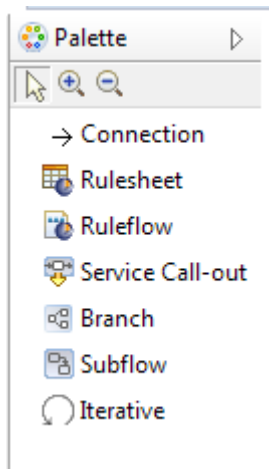 Palette
Connection
Rulesheet
Ruleflow
Service Call-out
Branch
Subflow
Iterative